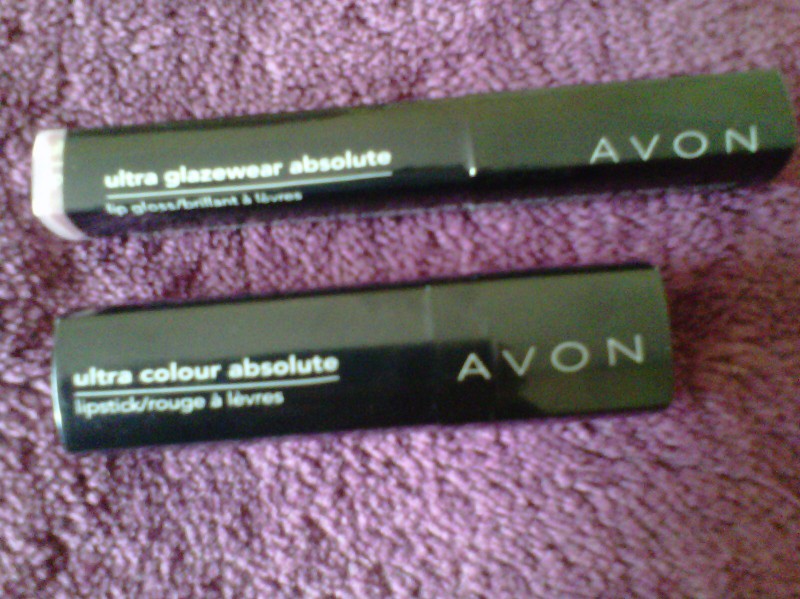 ultra glazewear absolute
lip gloss/brillant à lèvres
AVON
ultra colour absolute
lipstick/rouge à lèvres
AVON